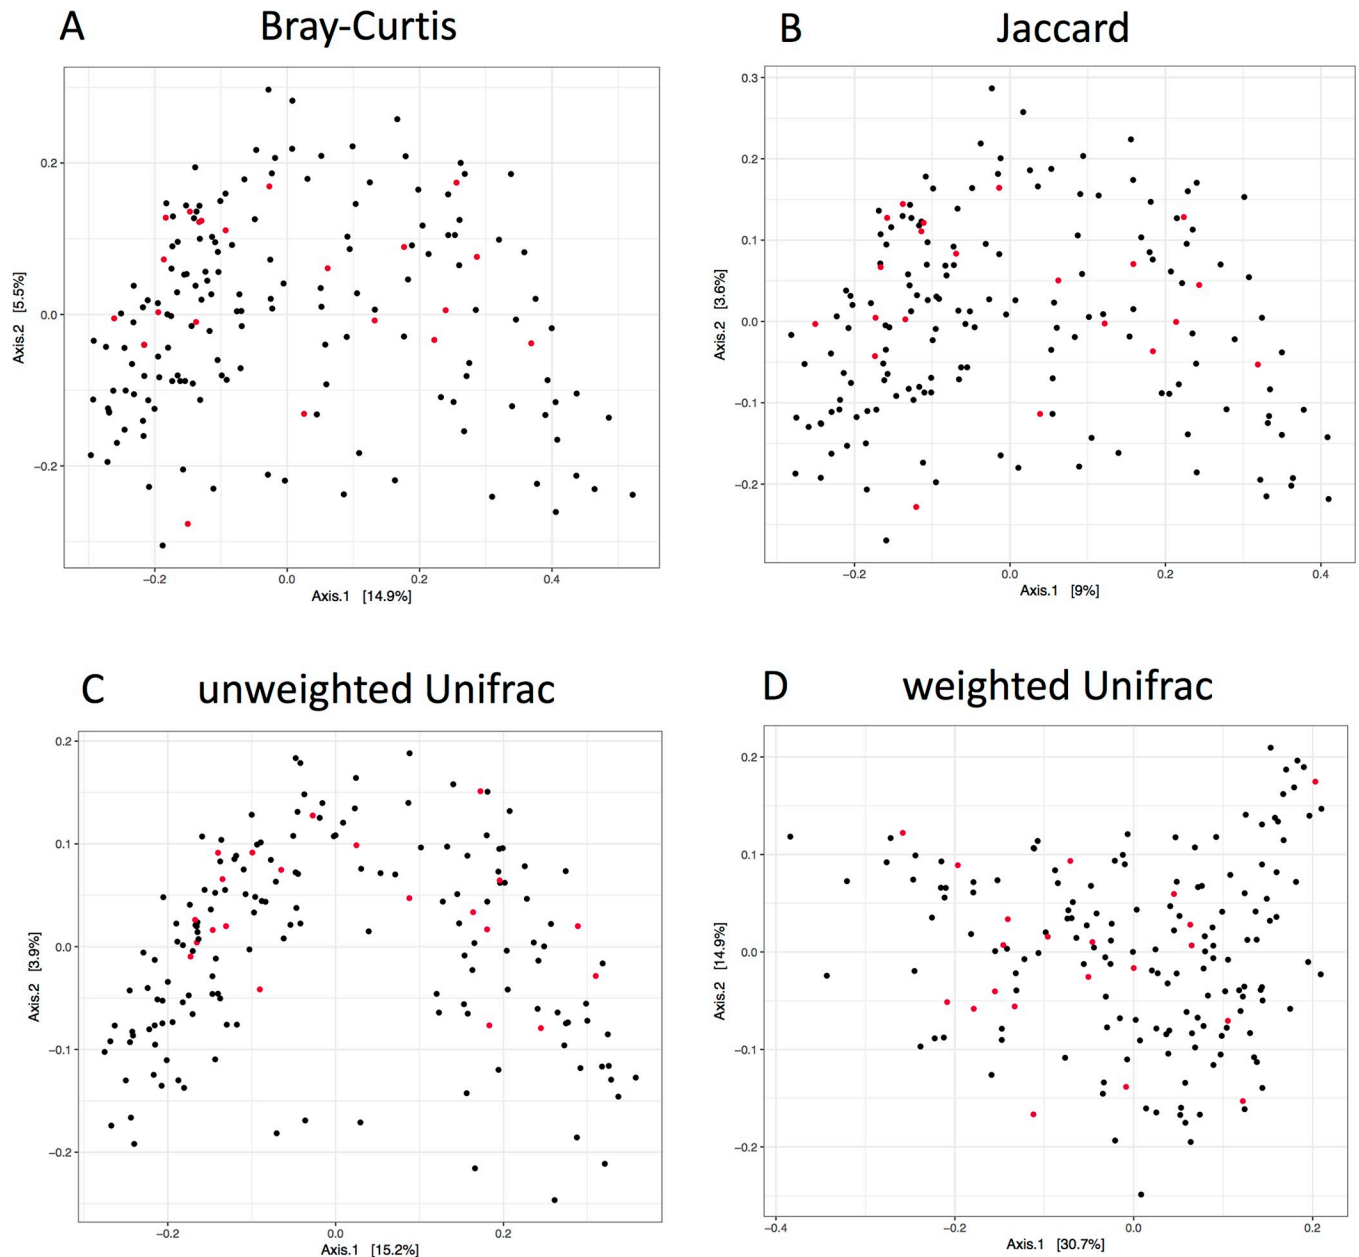 A Bray-Curtis
0.2
0.0
−0.2
Axis.2 [5.5%]
−0.2 0.0 0.2 0.4
Axis.1 [14.9%]
B Jaccard
0.3
0.2
0.1
0.0
−0.1
−0.2
Axis.2 [3.6%]
−0.2 0.0 0.2 0.4
Axis.1 [9%]
C unweighted Unifrac
0.2
0.1
0.0
−0.1
−0.2
Axis.2 [3.9%]
−0.2 0.0 0.2
Axis.1 [15.2%]
D weighted Unifrac
0.2
0.1
0.0
−0.1
−0.2
Axis.2 [14.9%]
−0.4 −0.2 0.0 0.2
Axis.1 [30.7%]